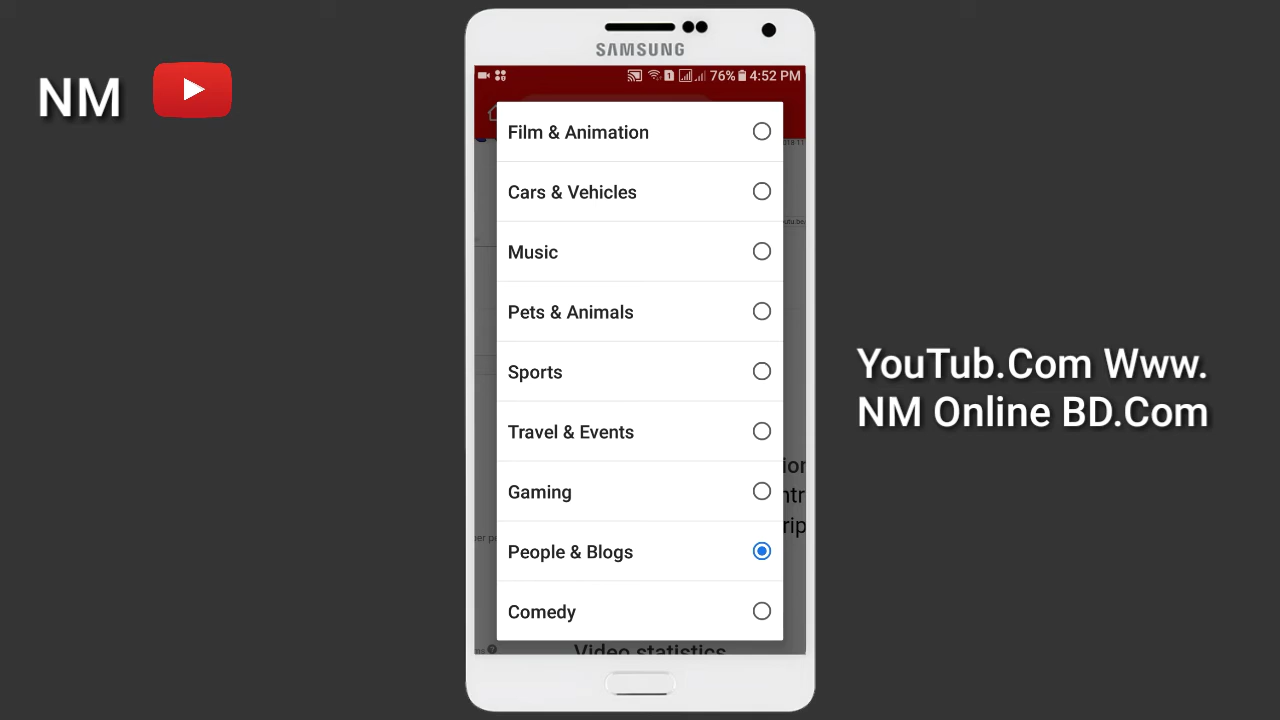 NM
SAMSUNG
76% 4:52 PM
Film & Animation
Cars & Vehicles
Music
Pets & Animals
Sports
Travel & Events
Gaming
People & Blogs
Comedy
Video statistics
YouTub.Com Www.
NM Online BD.Com